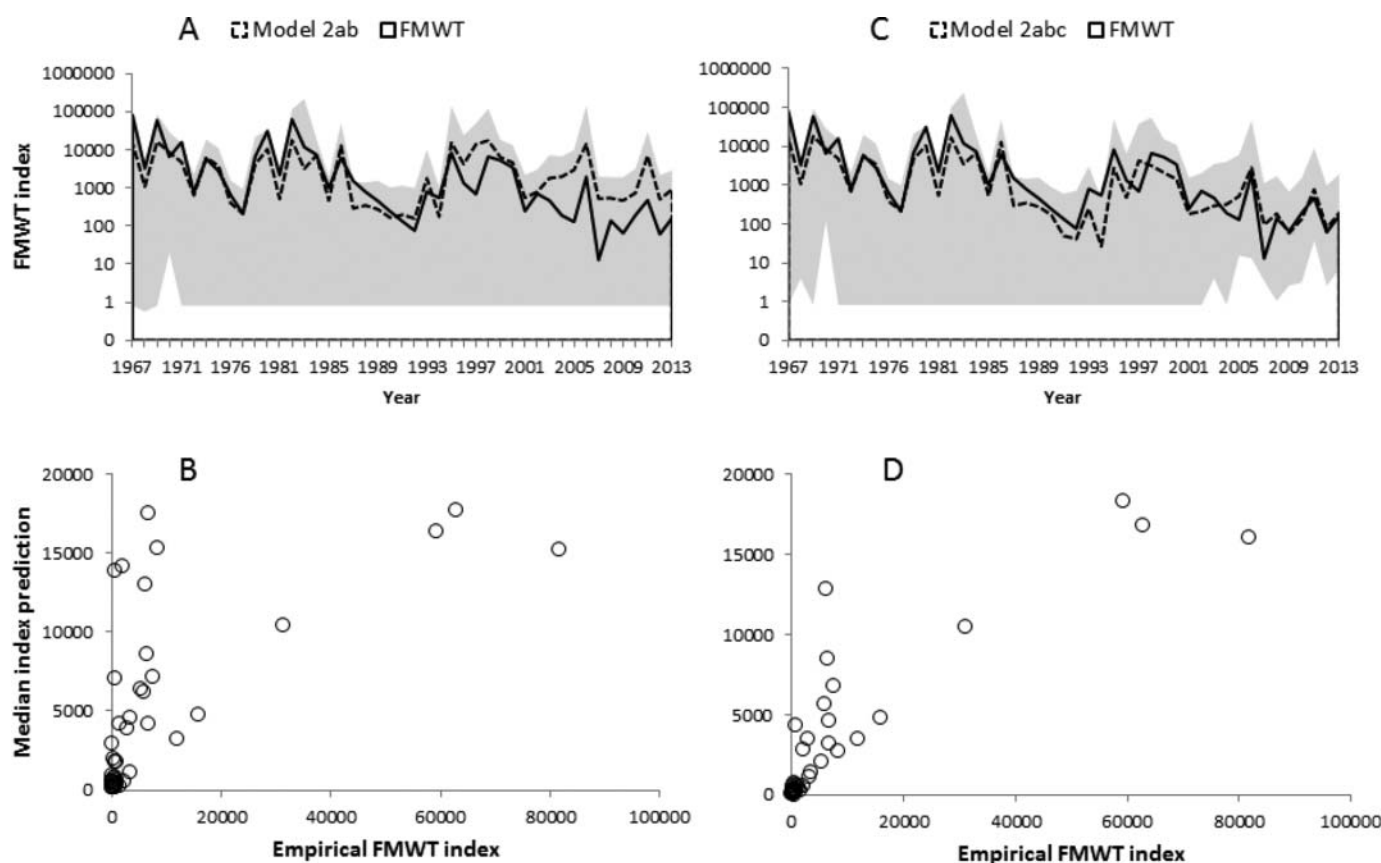 A
Model 2ab FMWT
FMWT index
1000000
100000
10000
1000
100
10
1
0
1967 1971 1976 1981 1985 1989 1993 1997 2001 2005 2009 2013
Year
C
Model 2abc FMWT
1000000
100000
10000
1000
100
10
1
0
1967 1971 1976 1981 1985 1989 1993 1997 2001 2005 2009 2013
Year
B
Median index prediction
20000
15000
10000
5000
0
0 20000 40000 60000 80000 100000
Empirical FMWT index
D
20000
15000
10000
5000
0
0 20000 40000 60000 80000 100000
Empirical FMWT index